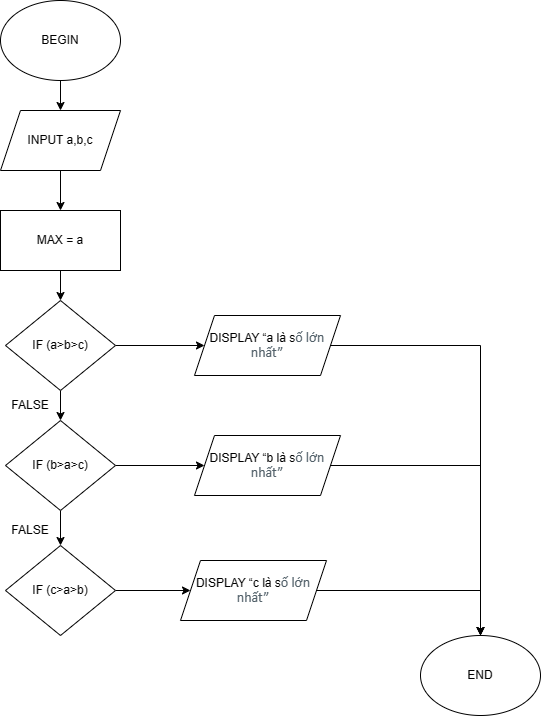 BEGIN
INPUT a,b,c
MAX = a
IF (a>b>c)
DISPLAY “a là số lớn
nhất”
FALSE
IF (b>a>c)
DISPLAY “b là số lớn
nhất”
FALSE
IF (c>a>b)
DISPLAY “c là số lớn
nhất”
END